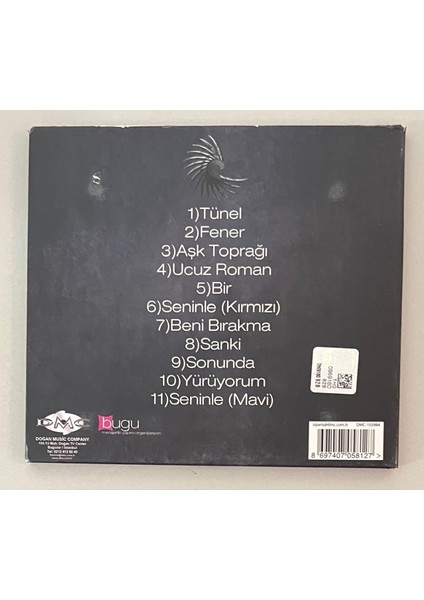 1)Tünel
2)Fener
3)Aşk Toprağı
4)Ucuz Roman
5)Bir
6)Seninle (Kırmızı)
7)Beni Bırakma
8)Sanki
9)Sonunda
10)Yürüyorum
11)Seninle (Mavi)
DMC
DOĞAN MUSIC COMPANY
bugu
8 697407 058127 >